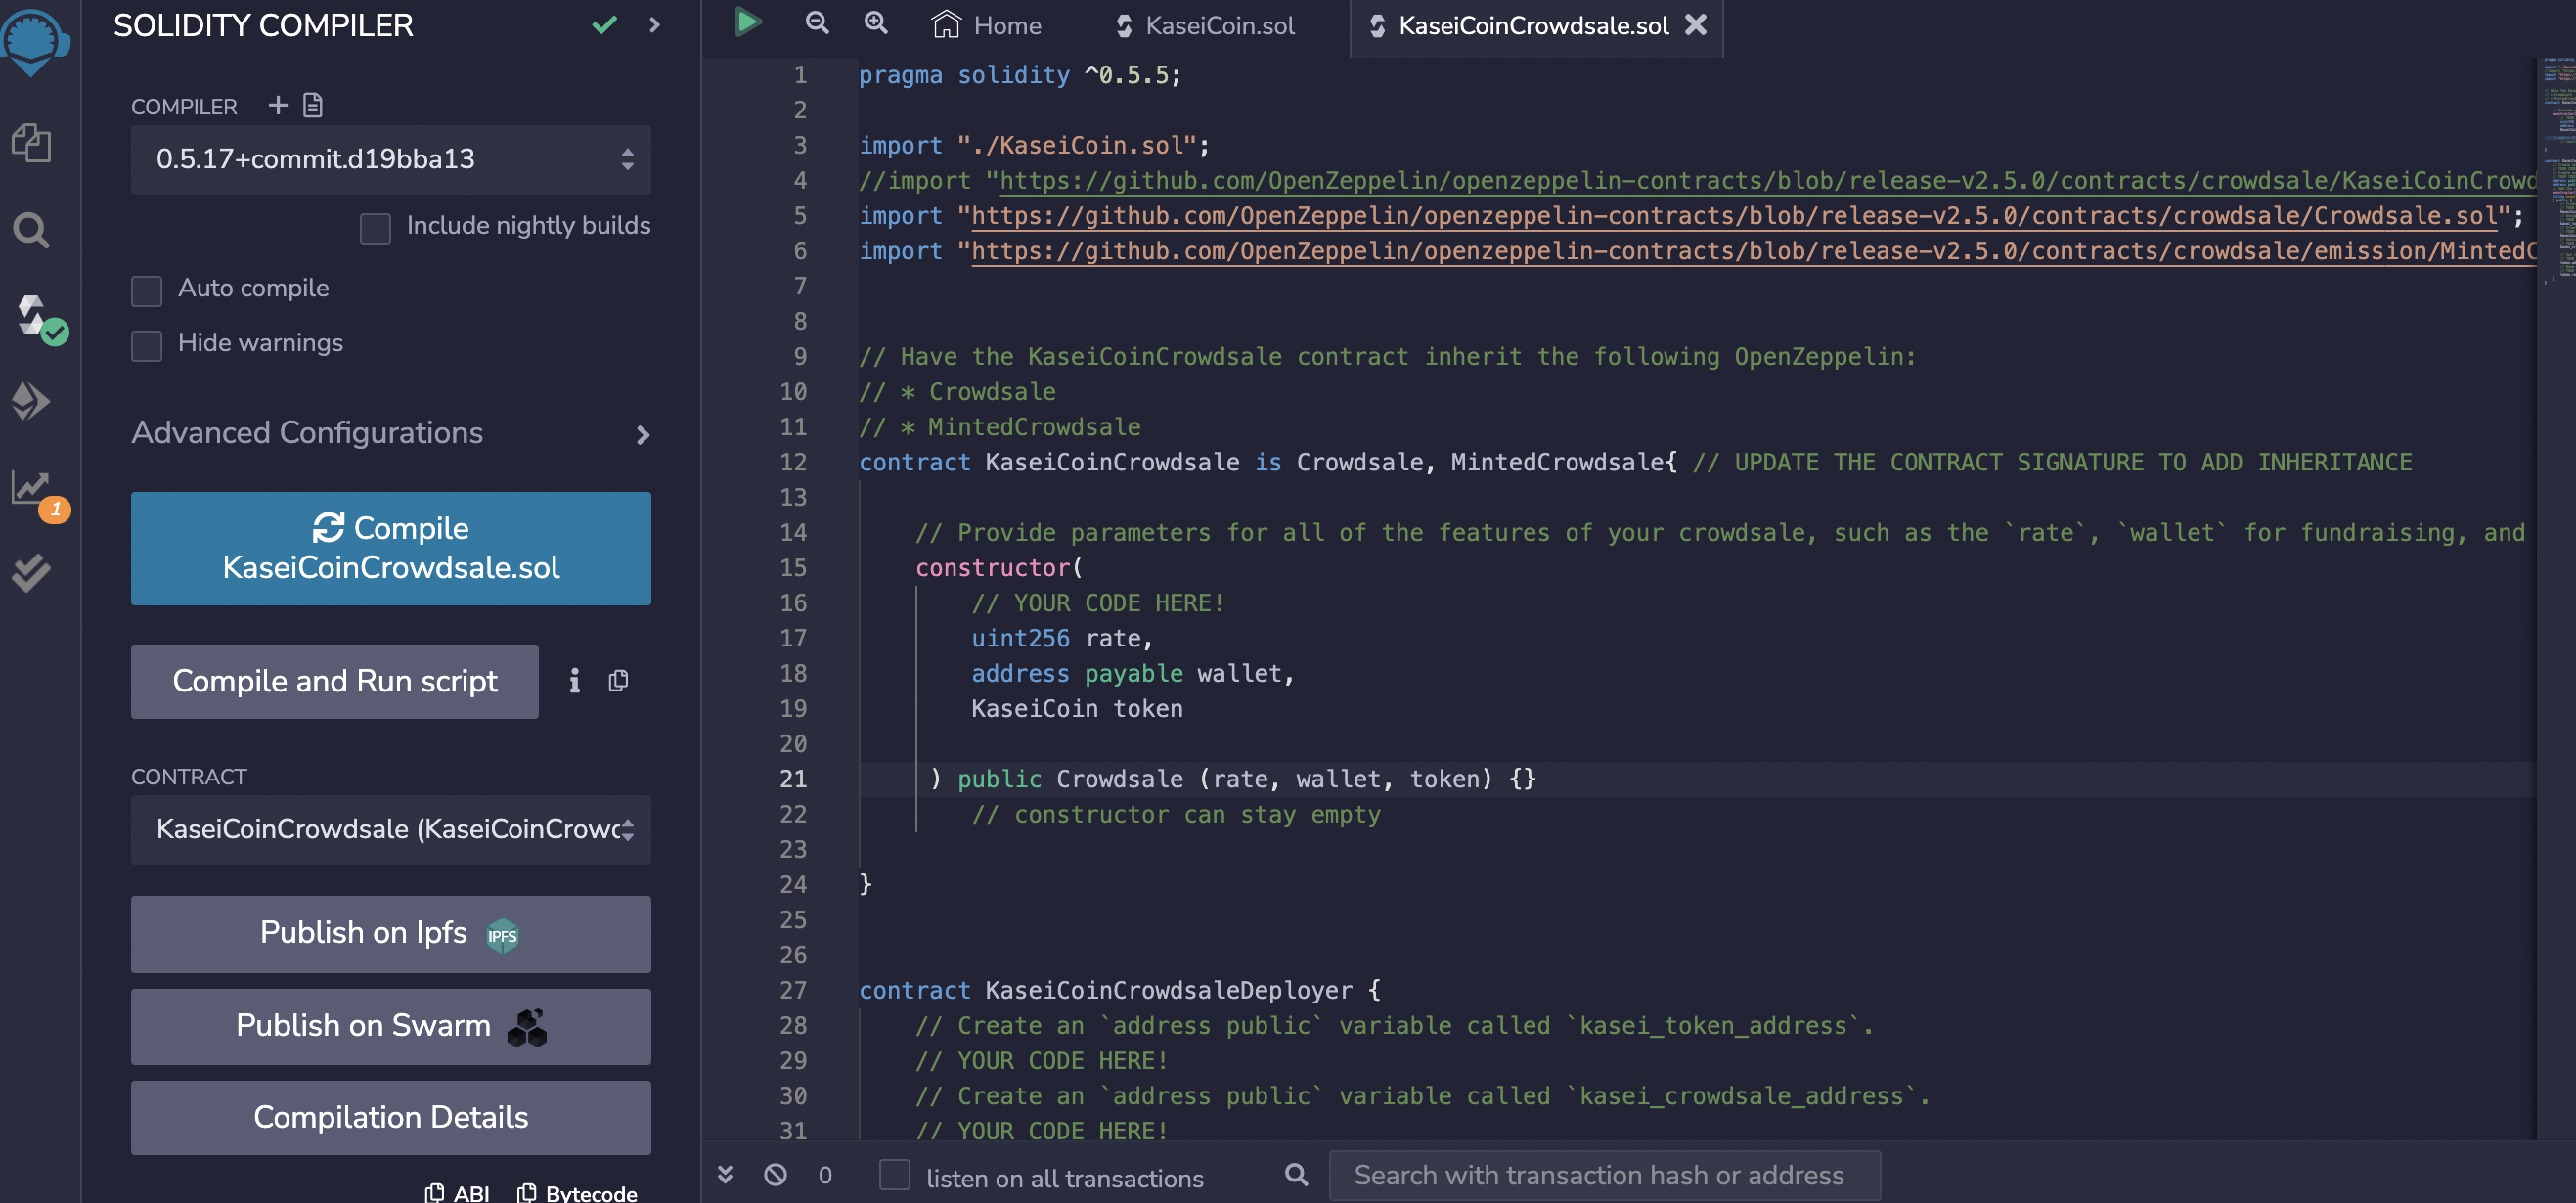 SOLIDITY COMPILER
COMPILER
0.5.17+commit.d19bba13
Include nightly builds
Auto compile
Hide warnings
Advanced Configurations
1
Compile
KaseiCoinCrowdsale.sol
Compile and Run script
CONTRACT
KaseiCoinCrowdsale (KaseiCoinCrowd
Publish on Ipfs IPFS
Publish on Swarm
Compilation Details
ABI Bytecode
Home KaseiCoin.sol KaseiCoinCrowdsale.sol
1 pragma solidity ^0.5.5;
2
3 import "./KaseiCoin.sol";
4 //import "https://github.com/OpenZeppelin/openzeppelin-contracts/blob/release-v2.5.0/contracts/crowdsale/KaseiCoinCrowd
5 import "https://github.com/OpenZeppelin/openzeppelin-contracts/blob/release-v2.5.0/contracts/crowdsale/Crowdsale.sol";
6 import "https://github.com/OpenZeppelin/openzeppelin-contracts/blob/release-v2.5.0/contracts/crowdsale/emission/MintedC
7
8
9 // Have the KaseiCoinCrowdsale contract inherit the following OpenZeppelin:
10 // * Crowdsale
11 // * MintedCrowdsale
12 contract KaseiCoinCrowdsale is Crowdsale, MintedCrowdsale{ // UPDATE THE CONTRACT SIGNATURE TO ADD INHERITANCE
13
14 // Provide parameters for all of the features of your crowdsale, such as the `rate`, `wallet` for fundraising, and
15 constructor(
16 // YOUR CODE HERE!
17 uint256 rate,
18 address payable wallet,
19 KaseiCoin token
20
21 ) public Crowdsale (rate, wallet, token) {}
22 // constructor can stay empty
23
24 }
25
26
27 contract KaseiCoinCrowdsaleDeployer {
28 // Create an `address public` variable called `kasei_token_address`.
29 // YOUR CODE HERE!
30 // Create an `address public` variable called `kasei_crowdsale_address`.
31 // YOUR CODE HERE!
0 listen on all transactions Search with transaction hash or address